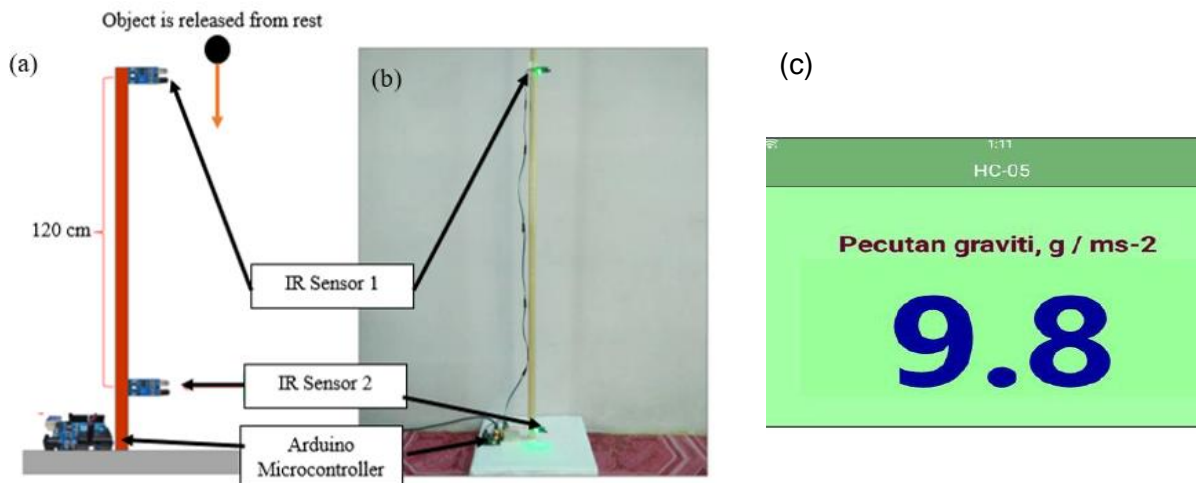 Object is released from rest
(a)
(b)
(c)
120 cm
IR Sensor 1
IR Sensor 2
Arduino
Microcontroller
1:11
HC-05
Pecutan graviti, g / ms-2
9.8